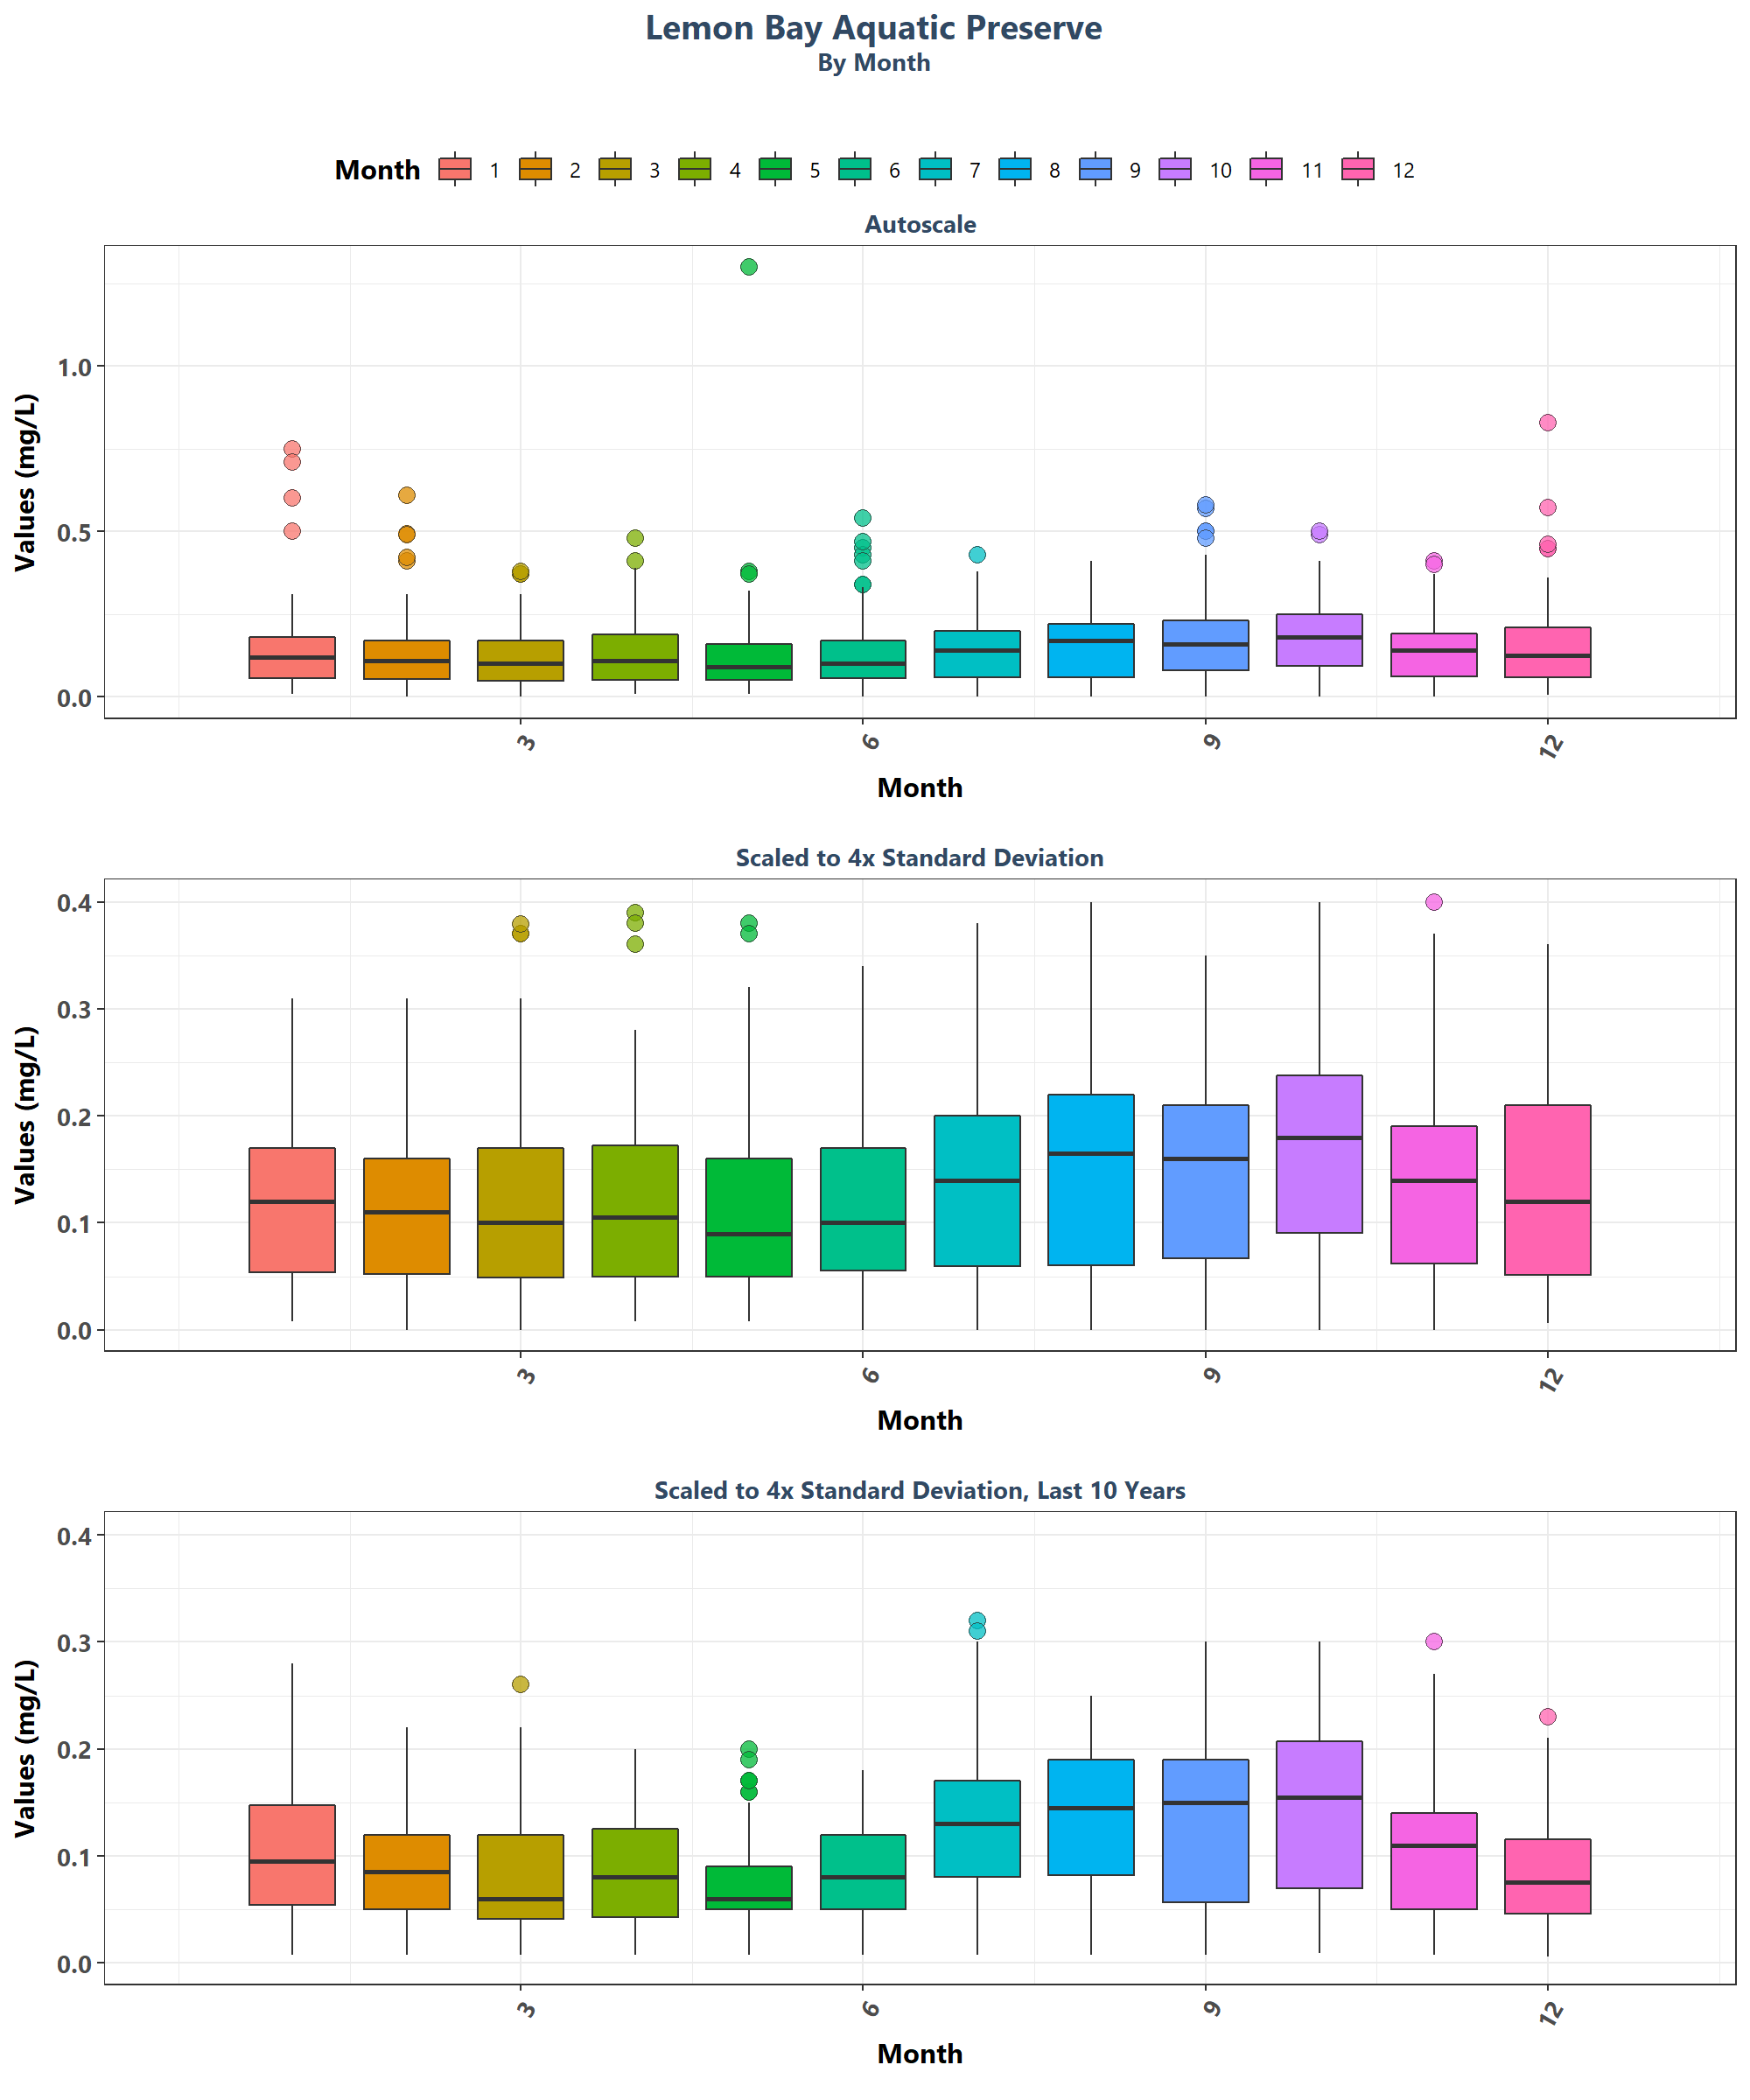 Lemon Bay Aquatic Preserve
By Month
Month 1 2 3 4 5 6 7 8 9 10 11 12
Autoscale
Values (mg/L)
1.0
0.5
0.0
3 6 9 12
Month
Scaled to 4x Standard Deviation
Values (mg/L)
0.4
0.3
0.2
0.1
0.0
3 6 9 12
Month
Scaled to 4x Standard Deviation, Last 10 Years
Values (mg/L)
0.4
0.3
0.2
0.1
0.0
3 6 9 12
Month